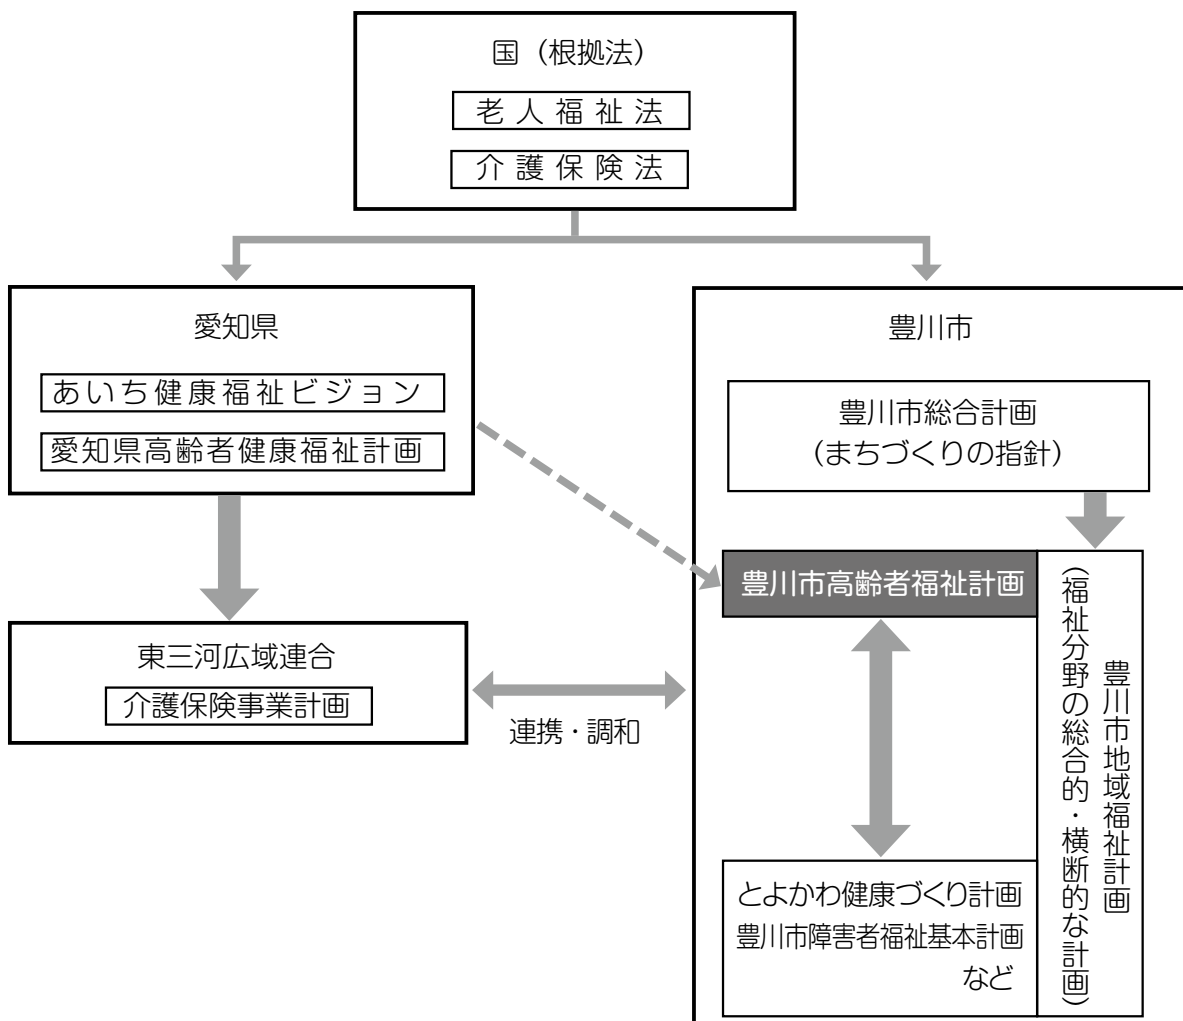 国（根拠法）
老人福祉法
介護保険法
愛知県
あいち健康福祉ビジョン
愛知県高齢者健康福祉計画
東三河広域連合
介護保険事業計画
連携・調和
豊川市
豊川市総合計画
（まちづくりの指針）
豊川市高齢者福祉計画
豊川市地域福祉計画
（福祉分野の総合的・横断的な計画）
とよかわ健康づくり計画
豊川市障害者福祉基本計画
など